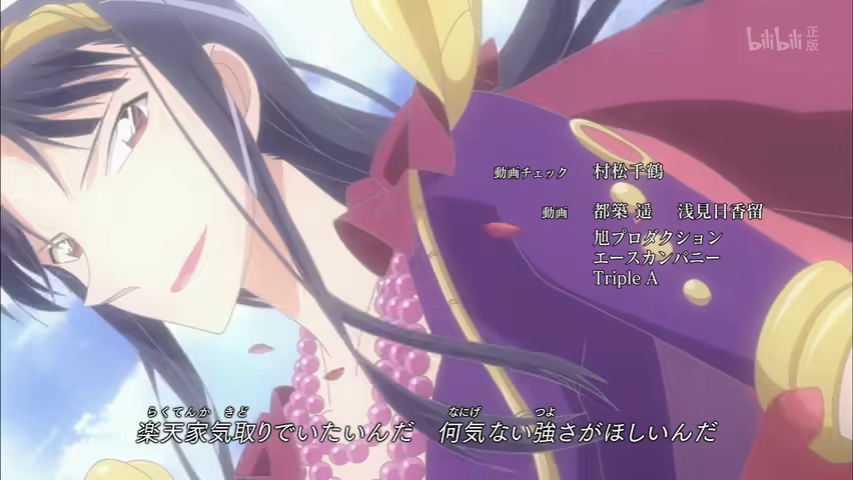 bilibili 正版
動画チェック 村松千鶴
動画 都築 遥 浅見日香留
旭プロダクション
エースカンパニー
Triple A
らくてんか きど なにげ つよ
楽天家気取りでいたいんだ 何気ない強さがほしいんだ